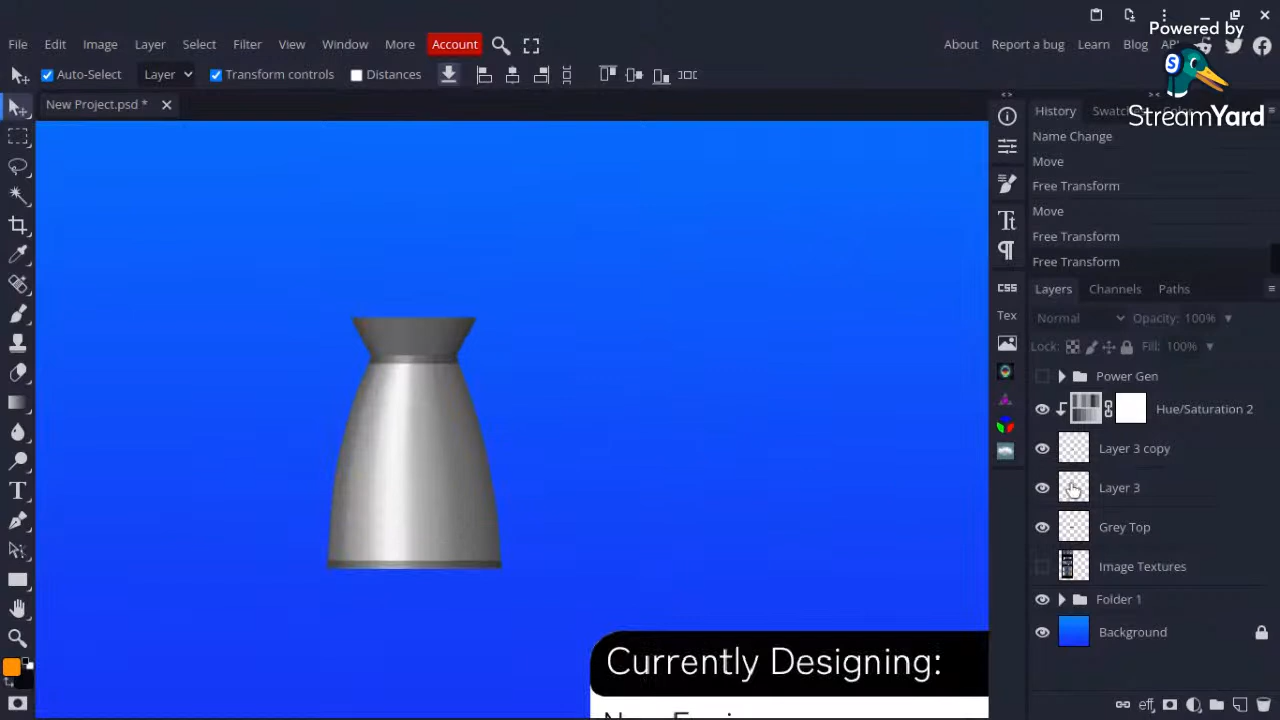 Powered by
StreamYard
File Edit Image Layer Select Filter View Window More Account
About Report a bug Learn Blog
Auto-Select Layer Transform controls Distances
New Project.psd *
History
Name Change
Move
Free Transform
Move
Free Transform
Free Transform
CSS
Tex
Layers Channels Paths
Normal Opacity: 100%
Lock: Fill: 100%
Power Gen
Hue/Saturation 2
Layer 3 copy
Layer 3
Grey Top
Image Textures
Folder 1
Background
eff
Currently Designing: